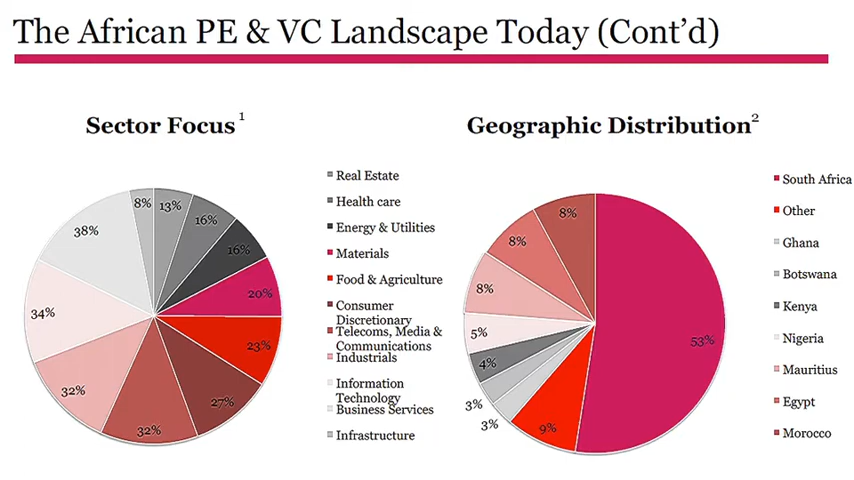 The African PE & VC Landscape Today (Cont’d)
Sector Focus 1
8%
13%
16%
16%
20%
23%
27%
32%
32%
34%
38%
Real Estate
Health care
Energy & Utilities
Materials
Food & Agriculture
Consumer
Discretionary
Telecoms, Media &
Communications
Industrials
Information
Technology
Business Services
Infrastructure
Geographic Distribution2
8%
8%
8%
5%
4%
3%
3%
9%
53%
South Africa
Other
Ghana
Botswana
Kenya
Nigeria
Mauritius
Egypt
Morocco